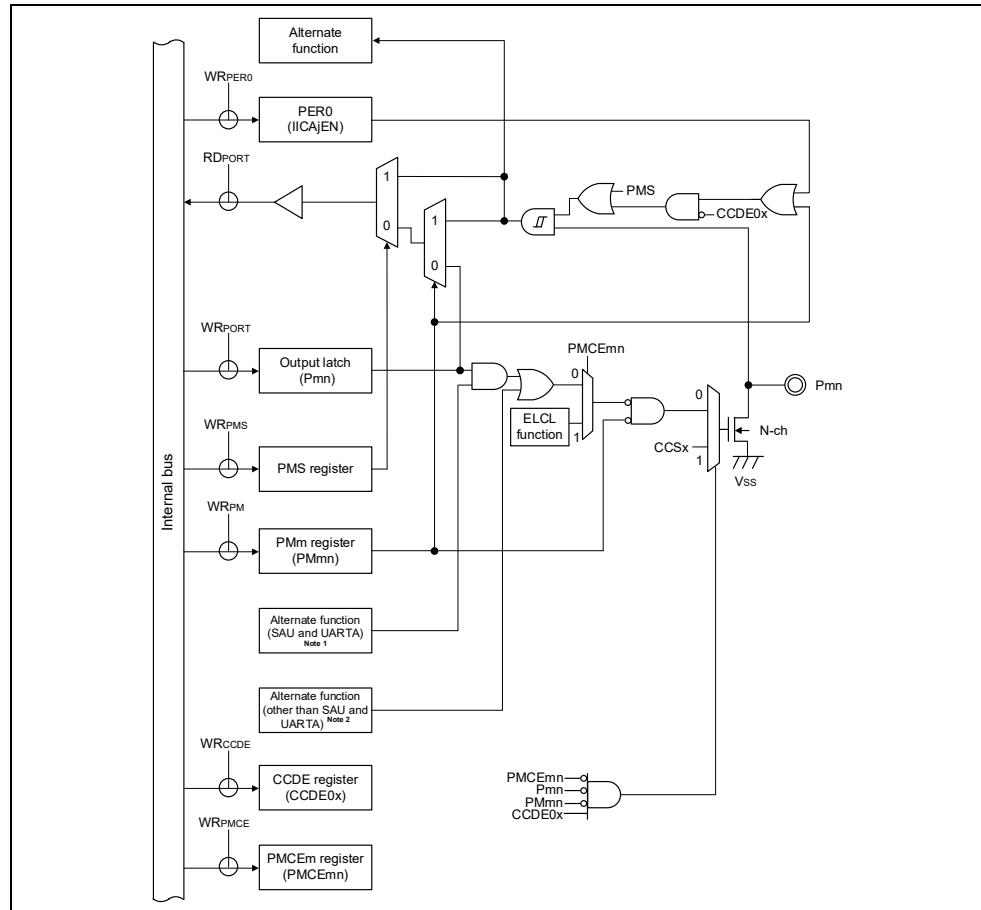 Alternate
function
WRPER0
PER0
(IICAjEN)
RDPORT
1
0
1
0
PMS
CCDE0x
WRPORT
Output latch
(Pmn)
PMCEmn
0
1
ELCL
function
0
CCSx
1
Pmn
N-ch
VSS
WRPMS
PMS register
Internal bus
WRPM
PMm register
(PMmn)
Alternate function
(SAU and UARTA)
Note 1
Alternate function
(other than SAU and
UARTA) Note 2
WRCCDE
CCDE register
(CCDE0x)
PMCEmn
Pmn
PMmn
CCDE0x
WRPMCE
PMCEm register
(PMCEmn)